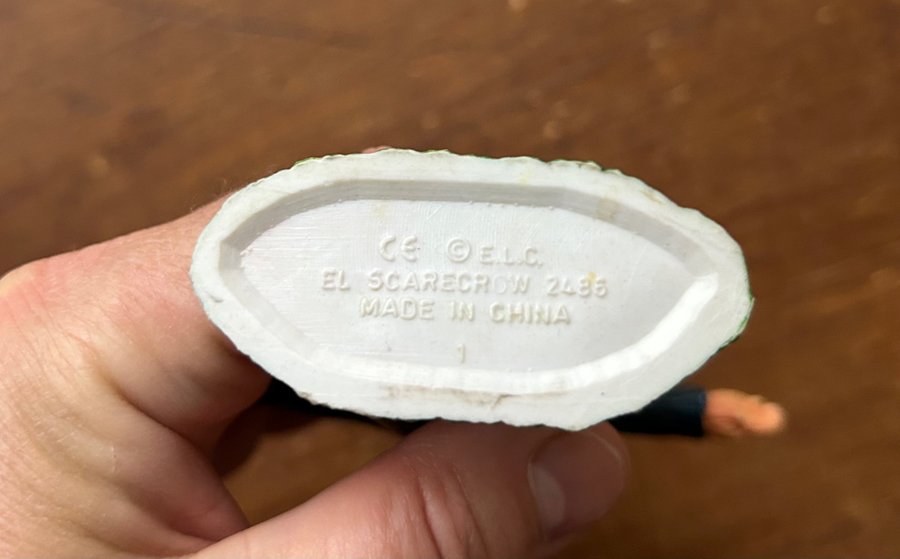 CE © E.L.C.
EL SCARECROW 2486
MADE IN CHINA
1